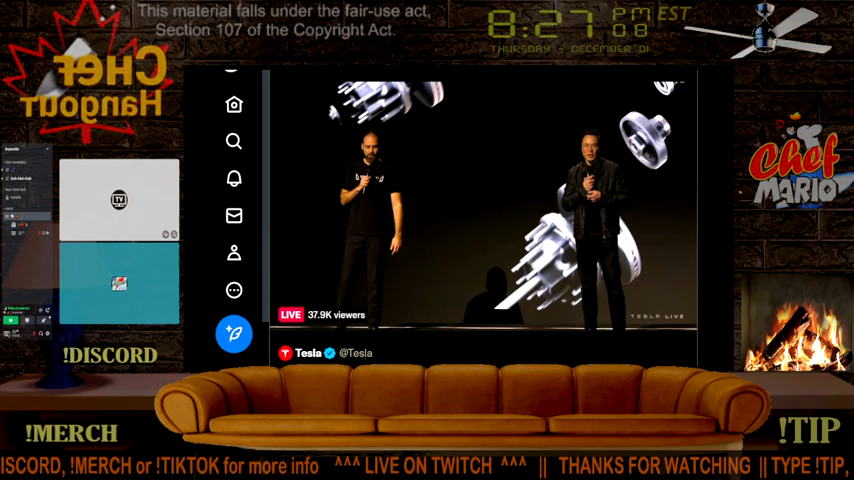 This material falls under the fair-use act,
Section 107 of the Copyright Act.
8:27 PM EST
08
THURSDAY - DECEMBER 01
Chef
Hangout
Chef
MARIO
TV
LIVE 37.9K viewers
TESLA LIVE
Tesla @Tesla
!DISCORD
!MERCH
!TIP
ISCORD, !MERCH or !TIKTOK for more info ^^^ LIVE ON TWITCH ^^^ || THANKS FOR WATCHING || TYPE !TIP,